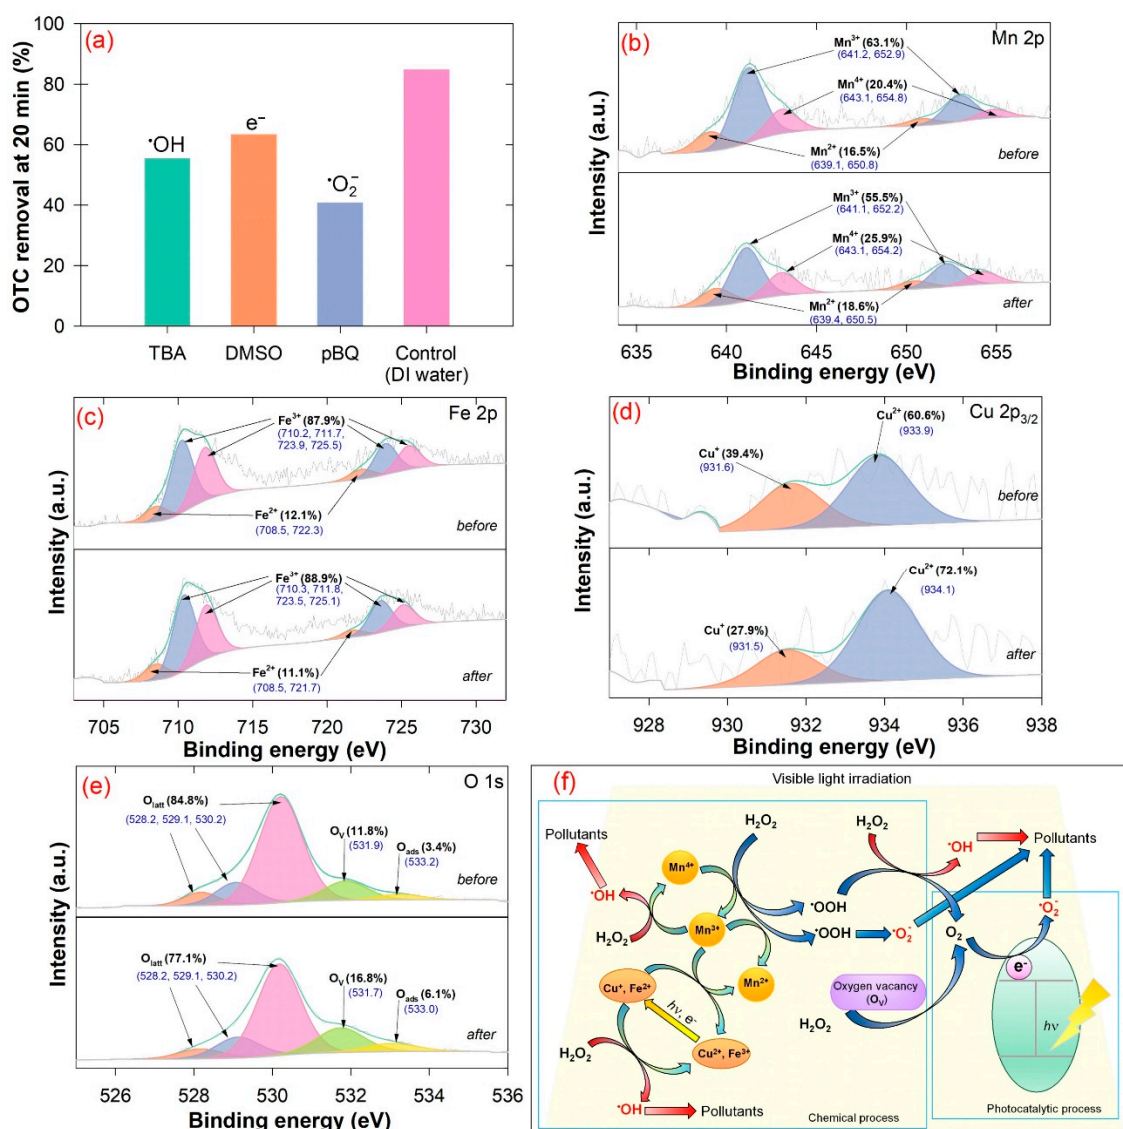 (a)
OTC removal at 20 min (%)
100
80
60
40
20
0
•OH
e⁻
•O₂⁻
TBA
DMSO
pBQ
Control
(DI water)
(b)
Mn 2p
Intensity (a.u.)
Mn³⁺ (63.1%)
(641.2, 652.9)
Mn⁴⁺ (20.4%)
(643.1, 654.8)
Mn²⁺ (16.5%)
(639.1, 650.8)
before
Mn³⁺ (55.5%)
(641.1, 652.2)
Mn⁴⁺ (25.9%)
(643.1, 654.2)
Mn²⁺ (18.6%)
(639.4, 650.5)
after
635 640 645 650 655
Binding energy (eV)
(c)
Fe 2p
Intensity (a.u.)
Fe³⁺ (87.9%)
(710.2, 711.7,
723.9, 725.5)
Fe²⁺ (12.1%)
(708.5, 722.3)
before
Fe³⁺ (88.9%)
(710.3, 711.8,
723.5, 725.1)
Fe²⁺ (11.1%)
(708.5, 721.7)
after
705 710 715 720 725 730
Binding energy (eV)
(d)
Cu 2p₃/₂
Intensity (a.u.)
Cu²⁺ (60.6%)
(933.9)
Cu⁺ (39.4%)
(931.6)
before
Cu²⁺ (72.1%)
(934.1)
Cu⁺ (27.9%)
(931.5)
after
928 930 932 934 936 938
Binding energy (eV)
(e)
O 1s
Intensity (a.u.)
O_latt (84.8%)
(528.2, 529.1, 530.2)
O_V (11.8%)
(531.9)
O_ads (3.4%)
(533.2)
before
O_latt (77.1%)
(528.2, 529.1, 530.2)
O_V (16.8%)
(531.7)
O_ads (6.1%)
(533.0)
after
526 528 530 532 534 536
Binding energy (eV)
(f)
Visible light irradiation
H₂O₂
H₂O₂
Pollutants
•OH
Pollutants
Mn⁴⁺
•OH
•OOH
•O₂⁻
Mn³⁺
H₂O₂
•OOH
•O₂⁻
O₂
e⁻
Cu⁺, Fe²⁺
Mn²⁺
Oxygen vacancy
(O_V)
hν, e⁻
H₂O₂
hν
H₂O₂
Cu²⁺, Fe³⁺
•OH
Pollutants
Chemical process
Photocatalytic process